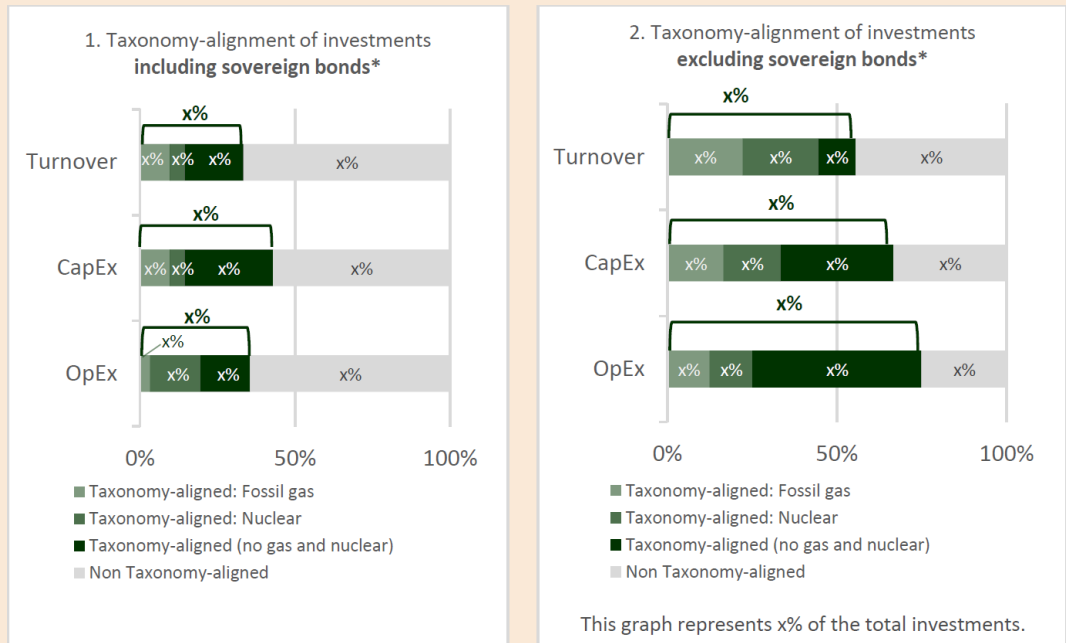 1. Taxonomy-alignment of investments
including sovereign bonds*
x%
Turnover
x% x% x% x%
x%
CapEx
x% x% x% x%
x%
x%
OpEx
x% x% x%
0% 50% 100%
Taxonomy-aligned: Fossil gas
Taxonomy-aligned: Nuclear
Taxonomy-aligned (no gas and nuclear)
Non Taxonomy-aligned
2. Taxonomy-alignment of investments
excluding sovereign bonds*
x%
Turnover
x% x% x% x%
x%
CapEx
x% x% x% x%
x%
OpEx
x% x% x% x%
0% 50% 100%
Taxonomy-aligned: Fossil gas
Taxonomy-aligned: Nuclear
Taxonomy-aligned (no gas and nuclear)
Non Taxonomy-aligned
This graph represents x% of the total investments.